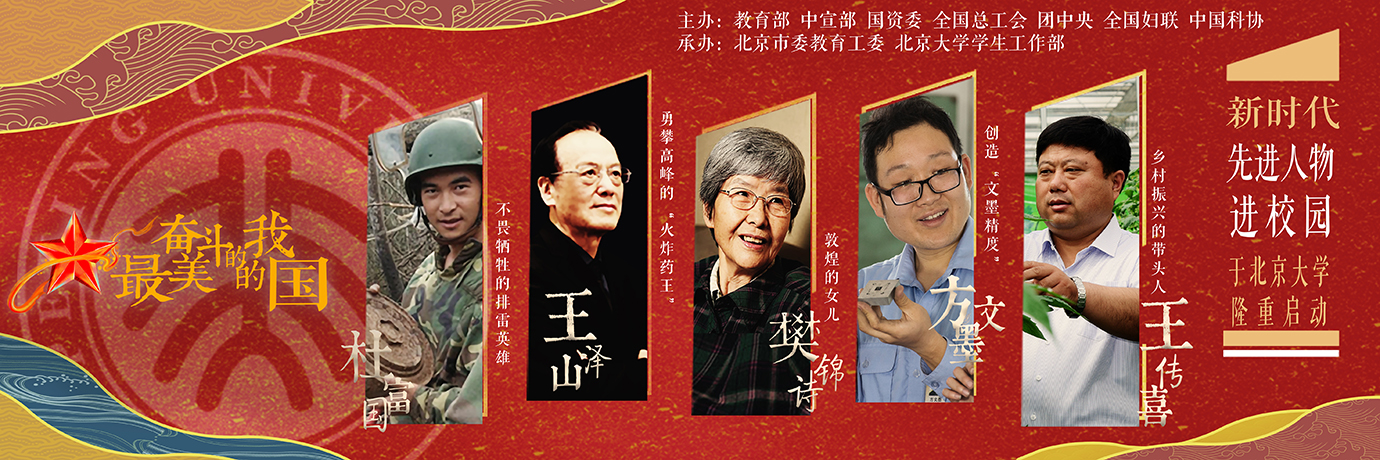 主办：教育部 中宣部 国资委 全国总工会 团中央 全国妇联 中国科协
承办：北京市委教育工委 北京大学学生工作部
PEKING UNIV
奋斗的我
最美的国
杜富国
不畏牺牲的排雷英雄
王泽山
勇攀高峰的“火炸药王”
樊锦诗
敦煌的女儿
方文墨
创造“文墨精度”
王传喜
乡村振兴的带头人
新时代
先进人物
进校园
于北京大学
隆重启动